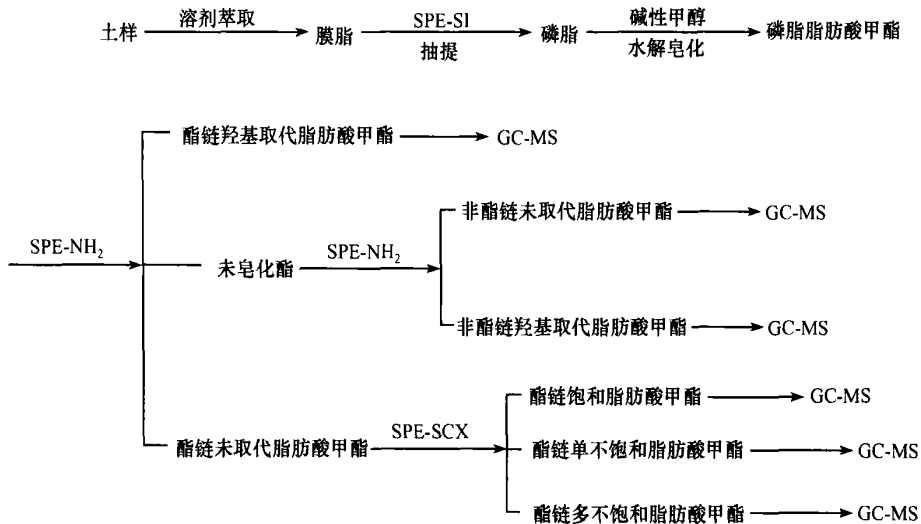 土样 溶剂萃取 膜脂 SPE-SI 抽提 磷脂 碱性甲醇 水解皂化 磷脂脂肪酸甲酯
酯链羟基取代脂肪酸甲酯 GC-MS
非酯链未取代脂肪酸甲酯 GC-MS
SPE-NH₂ 未皂化酯 SPE-NH₂
非酯链羟基取代脂肪酸甲酯 GC-MS
酯链饱和脂肪酸甲酯 GC-MS
酯链未取代脂肪酸甲酯 SPE-SCX 酯链单不饱和脂肪酸甲酯 GC-MS
酯链多不饱和脂肪酸甲酯 GC-MS